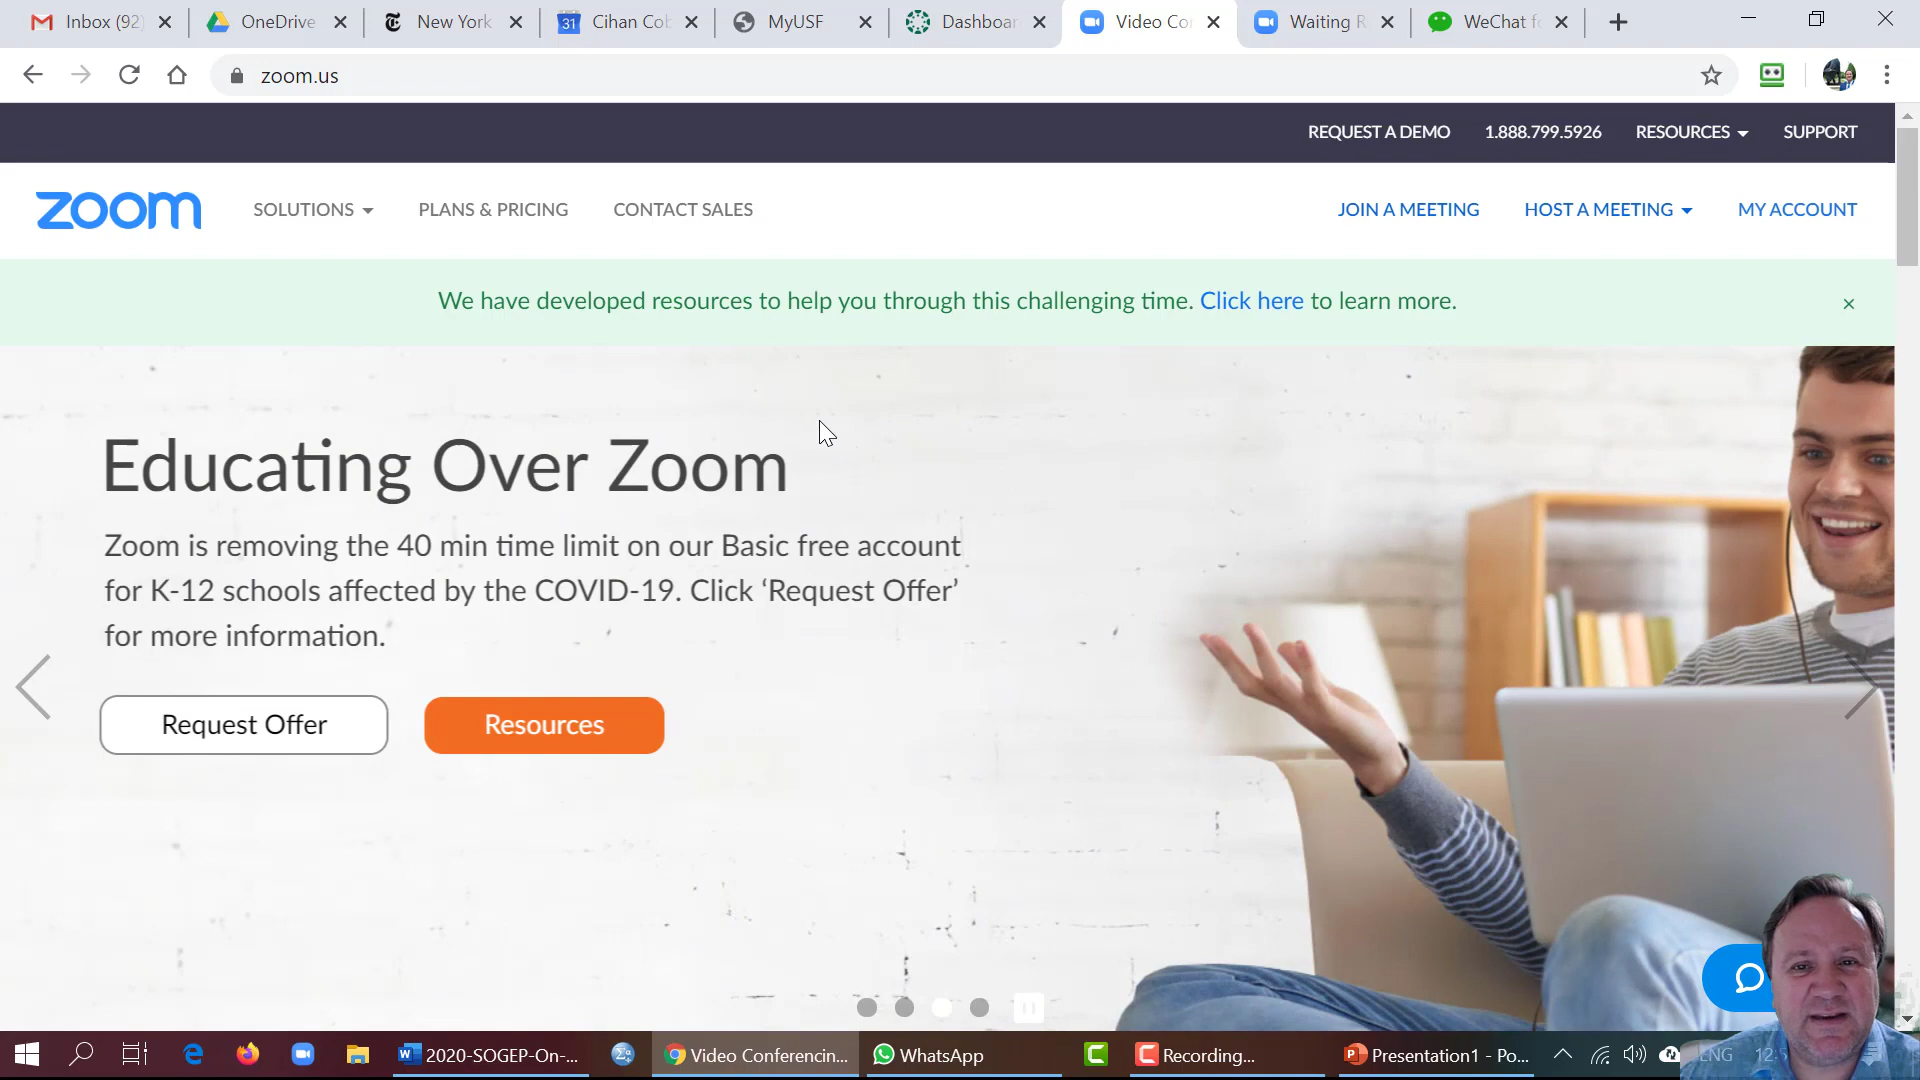 Inbox (92)
OneDrive
New York
31
Cihan Cob
MyUSF
Dashboar
Video Co
Waiting R
WeChat fo
zoom.us
REQUEST A DEMO
1.888.799.5926
RESOURCES
SUPPORT
zoom
SOLUTIONS
PLANS & PRICING
CONTACT SALES
JOIN A MEETING
HOST A MEETING
MY ACCOUNT
We have developed resources to help you through this challenging time. Click here to learn more.
Educating Over Zoom
Zoom is removing the 40 min time limit on our Basic free account
for K-12 schools affected by the COVID-19. Click ‘Request Offer’
for more information.
Request Offer
Resources
2020-SOGEP-On-...
Video Conferencin...
WhatsApp
Recording...
Presentation1 - Po...
ENG